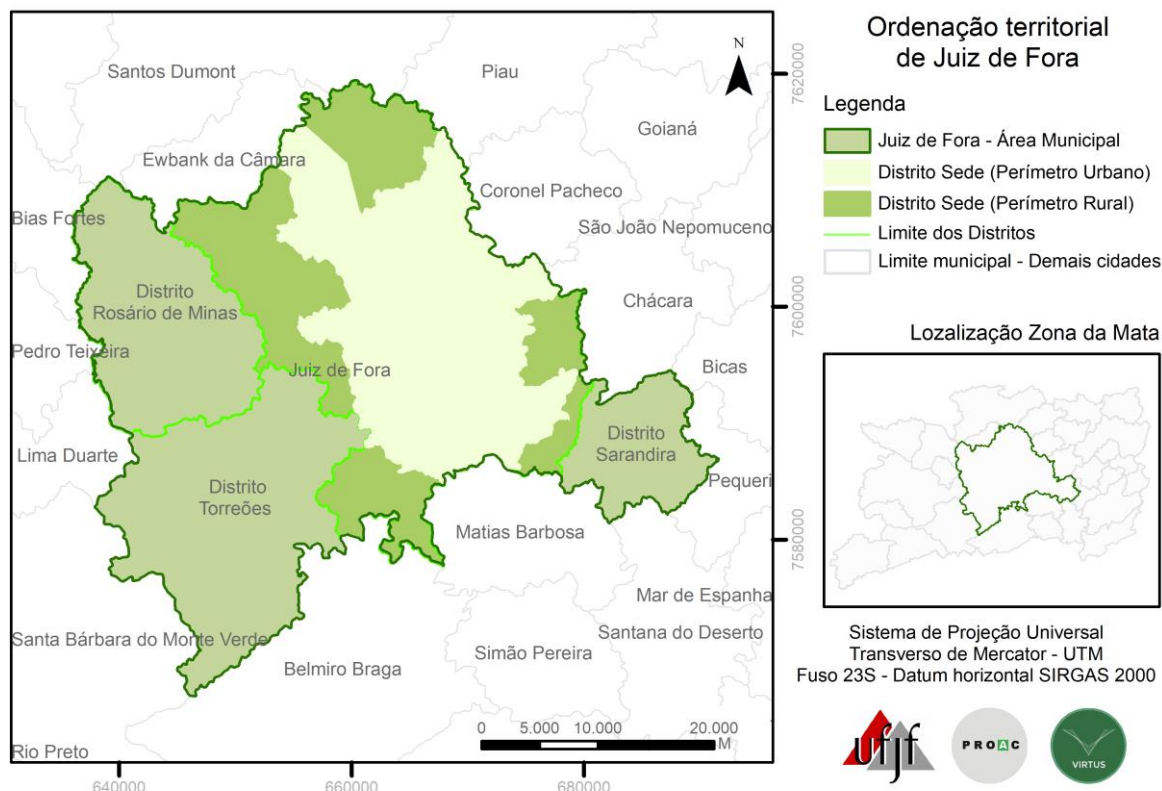 Santos Dumont
Piau
N
Goianá
Ewbank da Câmara
Coronel Pacheco
Bias Fortes
São João Nepomuceno
Distrito
Rosário de Minas
Chácara
Pedro Teixeira
Juiz de Fora
Bicas
Lima Duarte
Distrito
Sarandira
Distrito
Torreões
Pequeri
Matias Barbosa
Mar de Espanha
Santa Bárbara do Monte Verde
Santana do Deserto
Simão Pereira
Belmiro Braga
0 5.000 10.000 20.000
M
Rio Preto
640000 660000 680000
7620000
7600000
7580000
Ordenação territorial
de Juiz de Fora
Legenda
Juiz de Fora - Área Municipal
Distrito Sede (Perímetro Urbano)
Distrito Sede (Perímetro Rural)
Limite dos Distritos
Limite municipal - Demais cidades
Lozalização Zona da Mata
Sistema de Projeção Universal
Transverso de Mercator - UTM
Fuso 23S - Datum horizontal SIRGAS 2000
ufjf
PROAC
VIRTUS